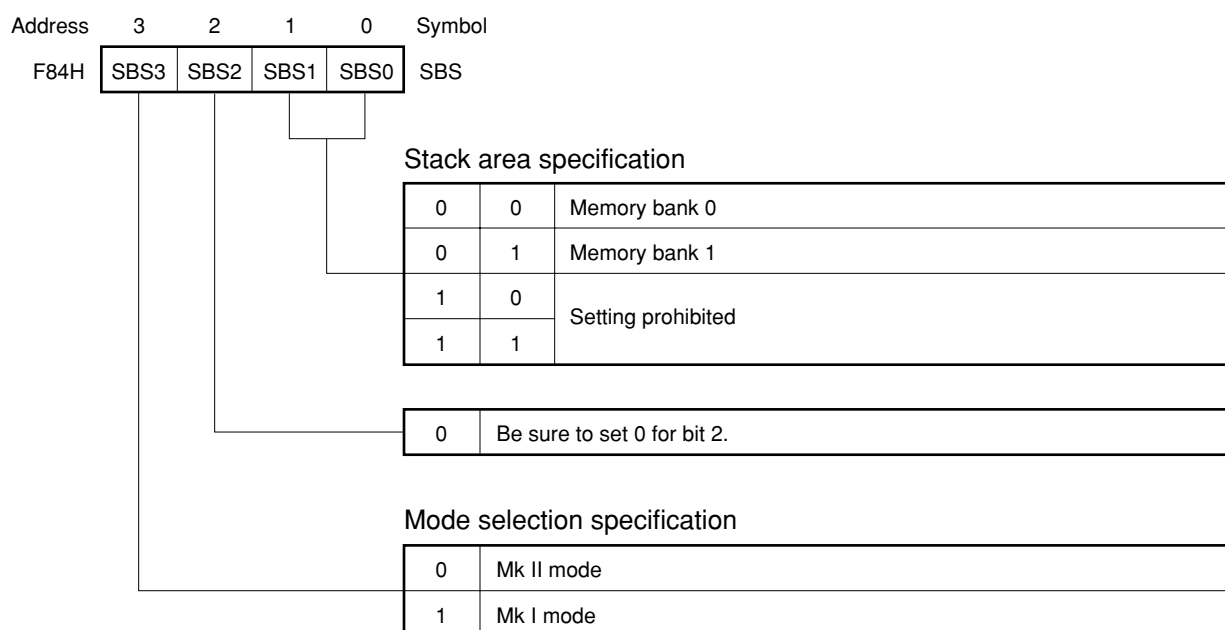 Address 3 2 1 0 Symbol
F84H SBS3 SBS2 SBS1 SBS0 SBS
Stack area specification
0 0 Memory bank 0
0 1 Memory bank 1
1 0 Setting prohibited
1 1
0 Be sure to set 0 for bit 2.
Mode selection specification
0 Mk II mode
1 Mk I mode